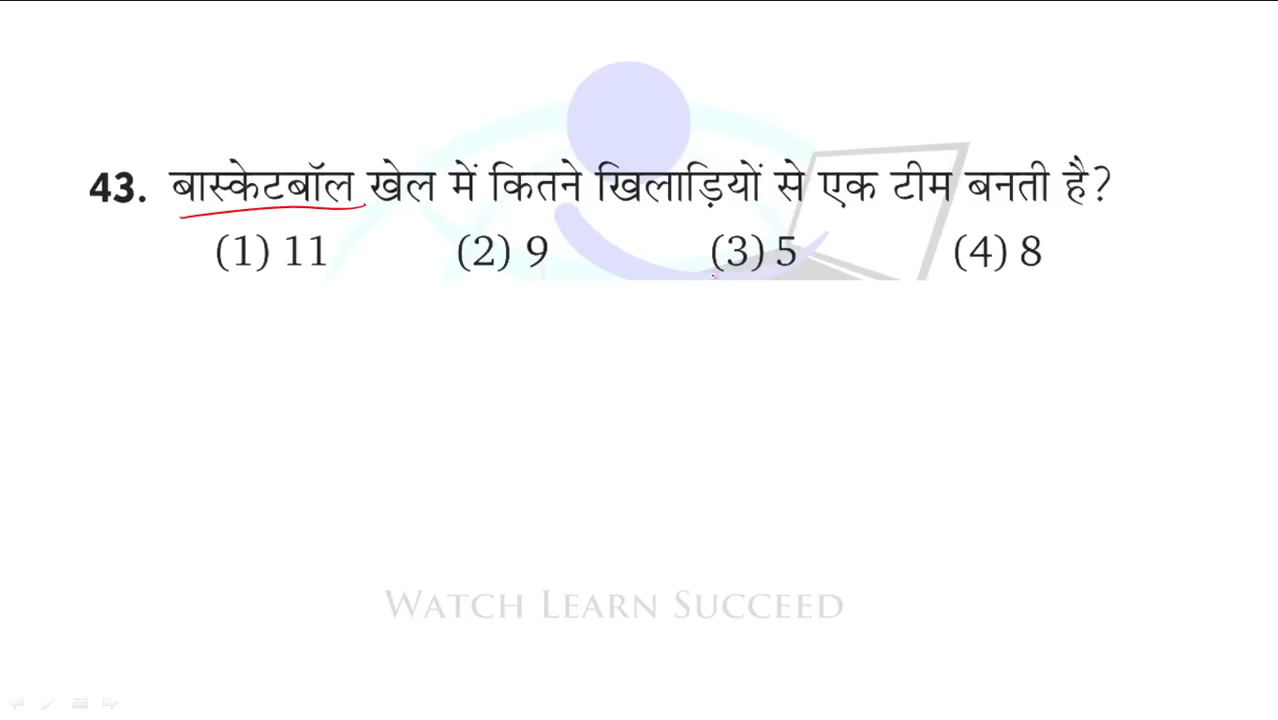 43. बास्केटबॉल खेल में कितने खिलाड़ियों से एक टीम बनती है?
(1) 11 (2) 9 (3) 5 (4) 8
WATCH LEARN SUCCEED